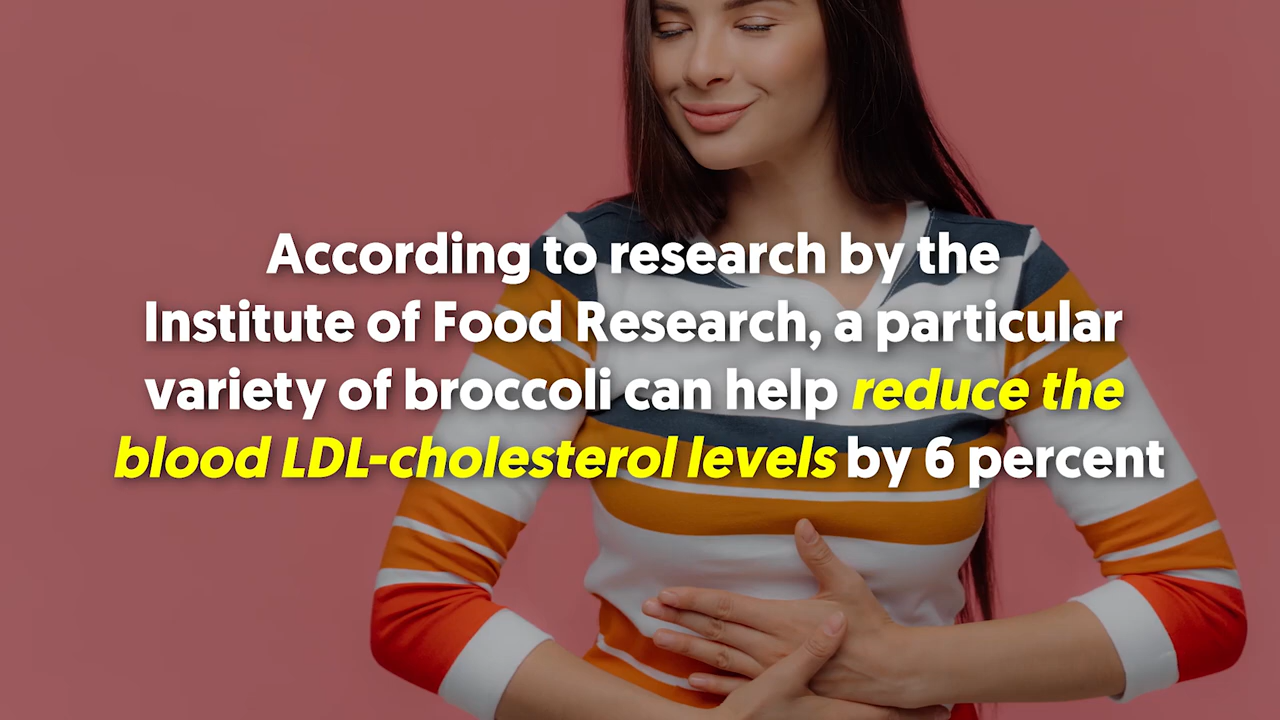 According to research by the
Institute of Food Research, a particular
variety of broccoli can help reduce the
blood LDL-cholesterol levels by 6 percent